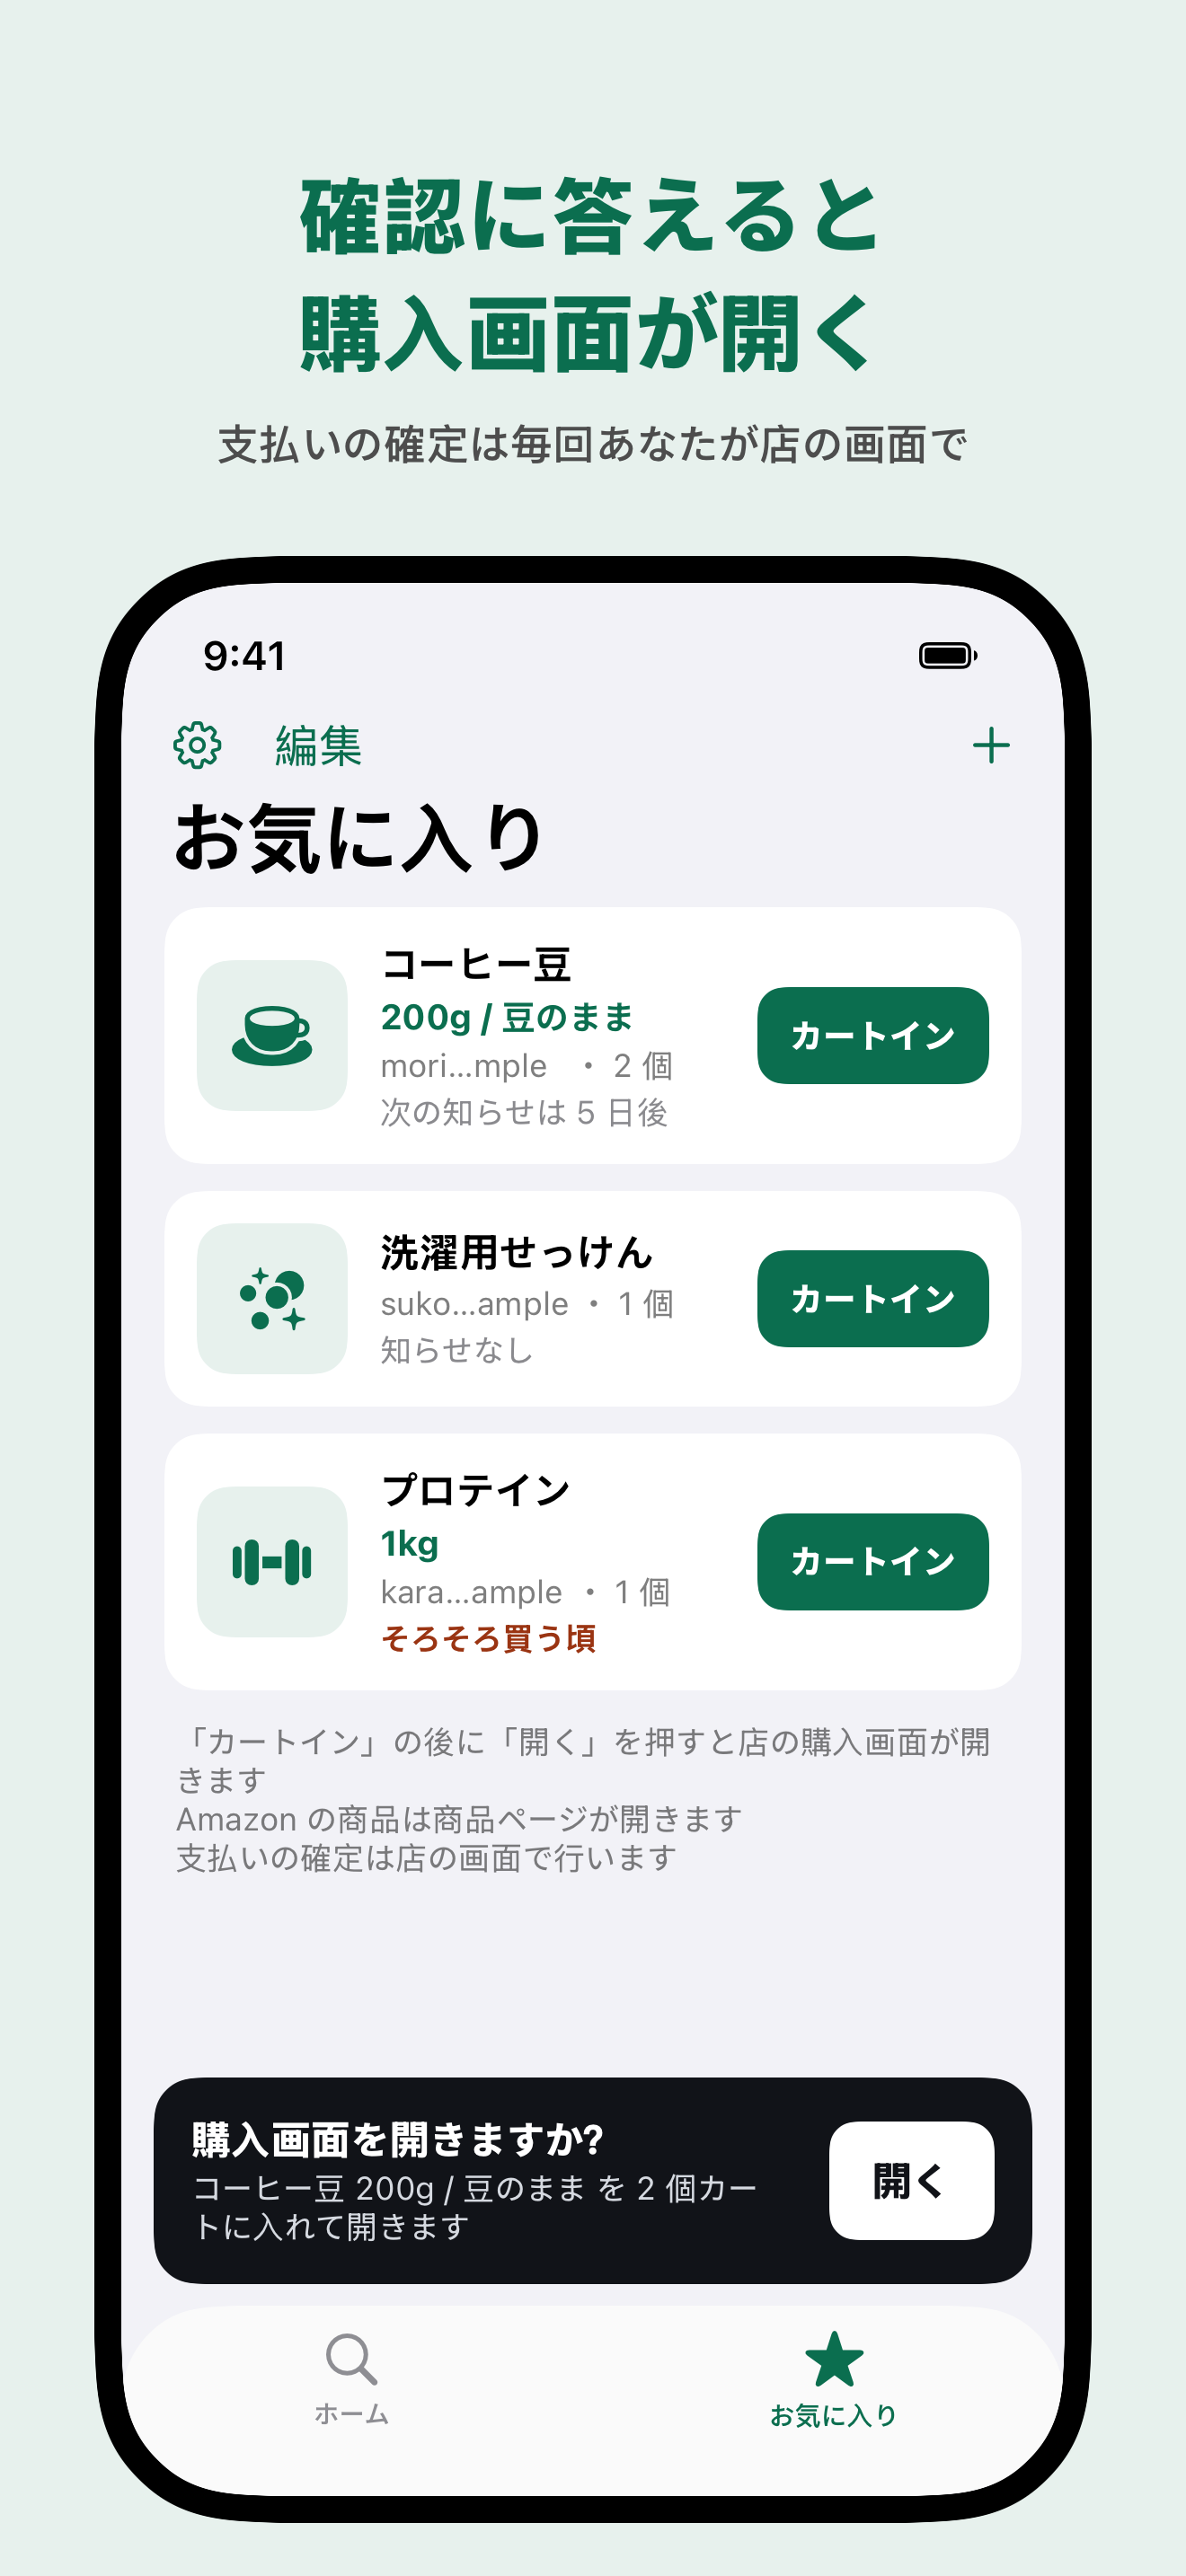 確認に答えると
購入画面が開く
支払いの確定は毎回あなたが店の画面で
9:41
編集
お気に入り
コーヒー豆
200g / 豆のまま
mori...mple ・ 2 個
次の知らせは 5 日後
カートイン
洗濯用せっけん
suko...ample ・ 1 個
知らせなし
カートイン
プロテイン
1kg
kara...ample ・ 1 個
そろそろ買う頃
カートイン
「カートイン」の後に「開く」を押すと店の購入画面が開
きます
Amazon の商品は商品ページが開きます
支払いの確定は店の画面で行います
購入画面を開きますか?
コーヒー豆 200g / 豆のまま を 2 個カー
トに入れて開きます
開く
ホーム
お気に入り